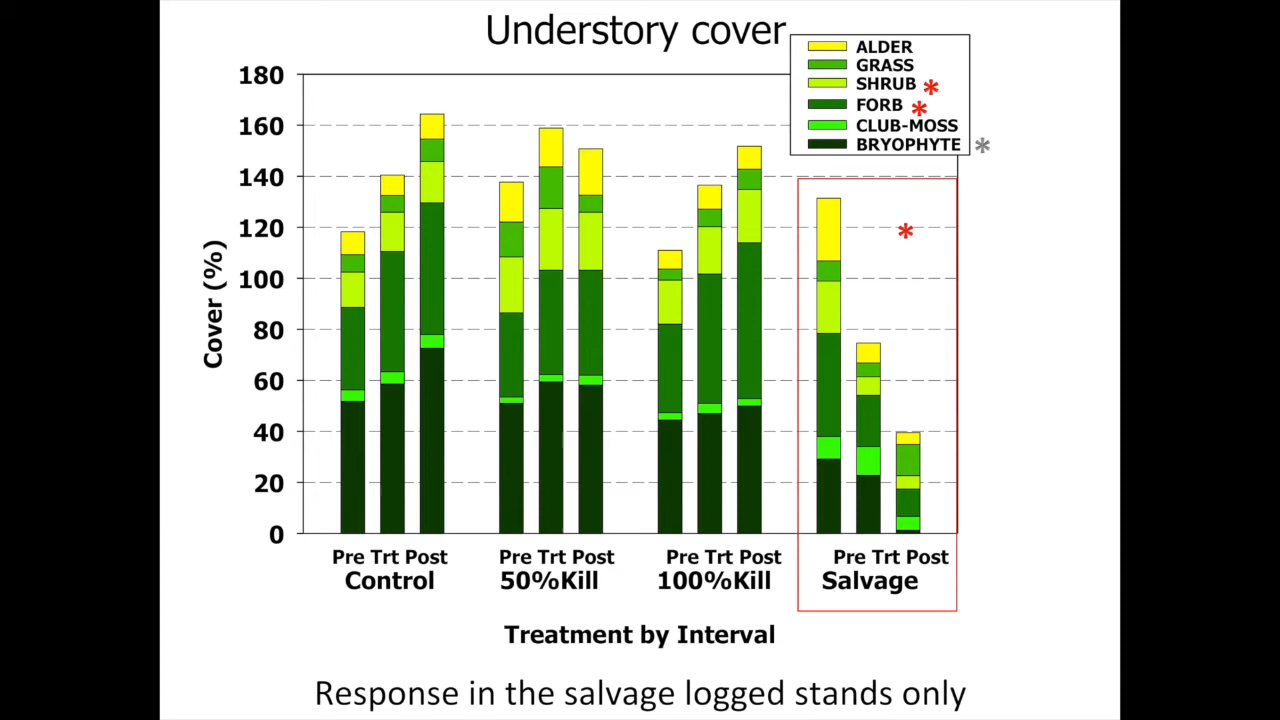 Understory cover
ALDER
GRASS
SHRUB *
FORB *
CLUB-MOSS
BRYOPHYTE *
180
160
140
120
100
80
60
40
20
0
Cover (%)
*
Pre Trt Post Pre Trt Post Pre Trt Post Pre Trt Post
Control 50%Kill 100%Kill Salvage
Treatment by Interval
Response in the salvage logged stands only